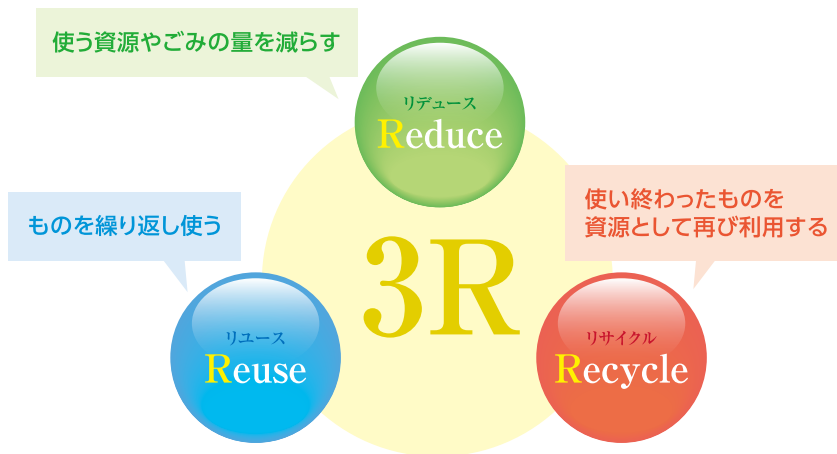 使う資源やごみの量を減らす
リデュース
Reduce
ものを繰り返し使う
使い終わったものを
資源として再び利用する
3R
リユース
Reuse
リサイクル
Recycle